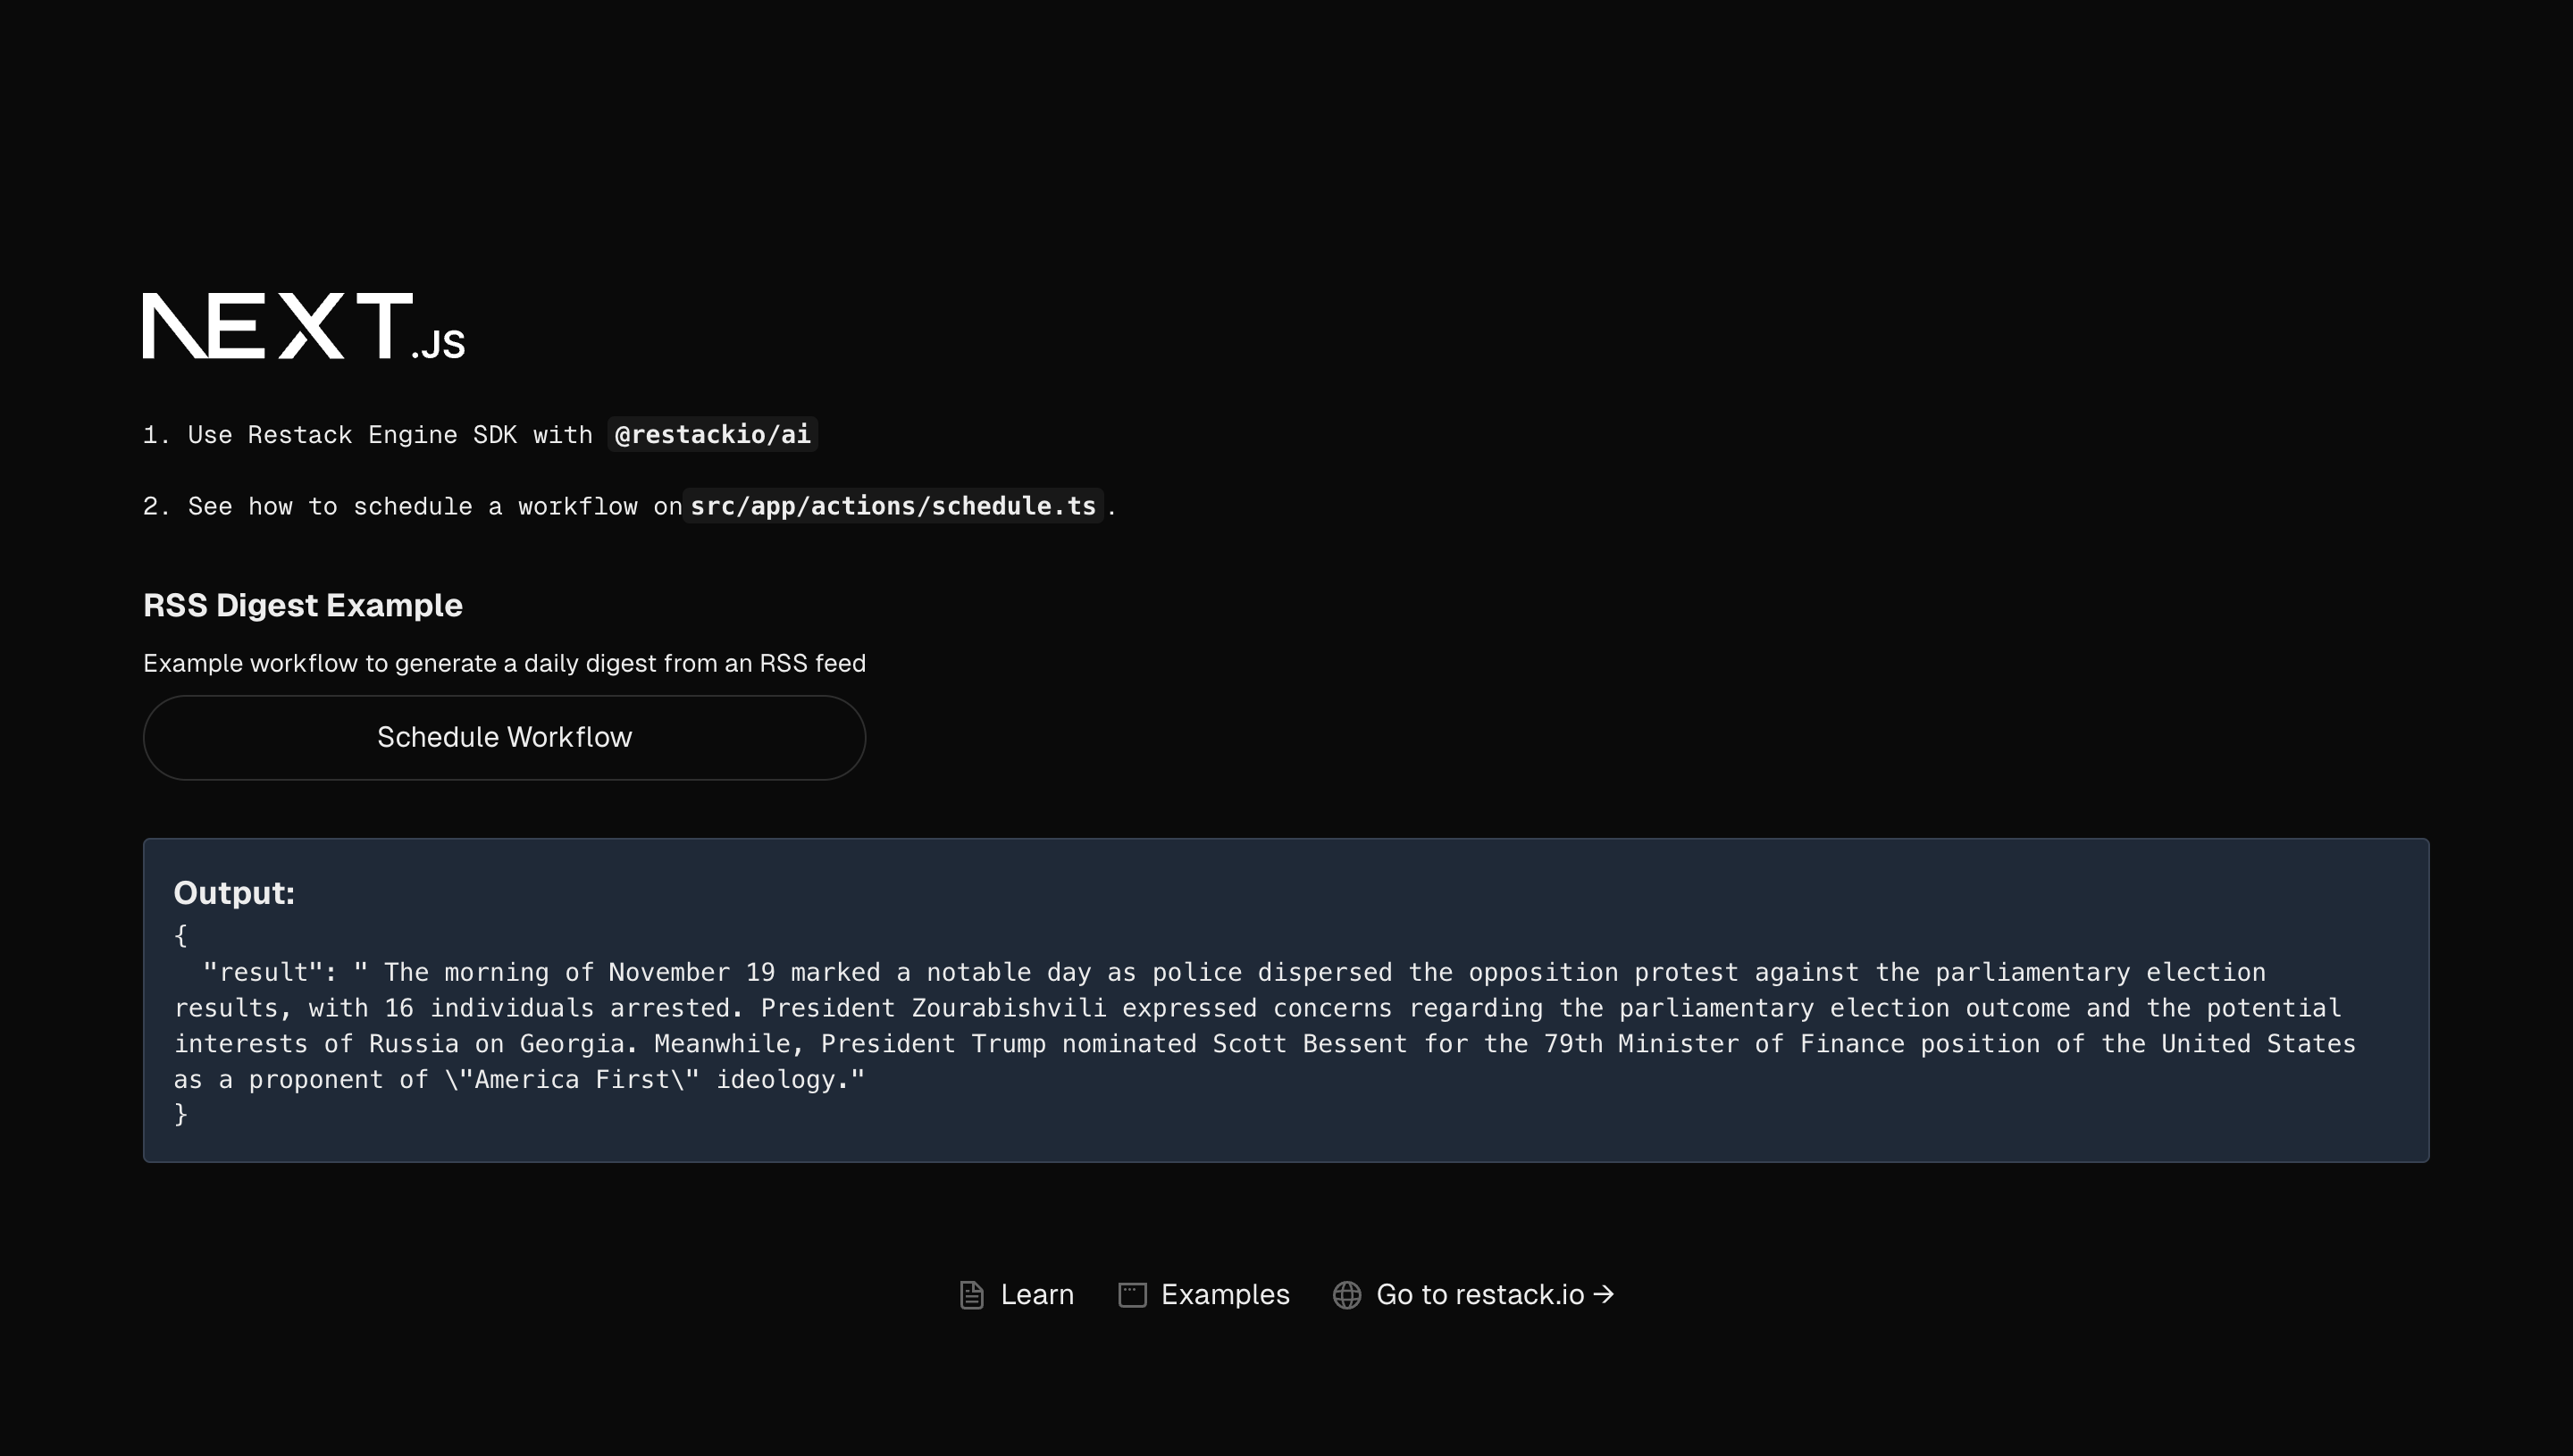 NEXT.JS
1. Use Restack Engine SDK with @restackio/ai
2. See how to schedule a workflow on src/app/actions/schedule.ts.
RSS Digest Example
Example workflow to generate a daily digest from an RSS feed
Schedule Workflow
Output:
{
  "result": " The morning of November 19 marked a notable day as police dispersed the opposition protest against the parliamentary election
results, with 16 individuals arrested. President Zourabishvili expressed concerns regarding the parliamentary election outcome and the potential
interests of Russia on Georgia. Meanwhile, President Trump nominated Scott Bessent for the 79th Minister of Finance position of the United States
as a proponent of \"America First\" ideology."
}
Learn Examples Go to restack.io →